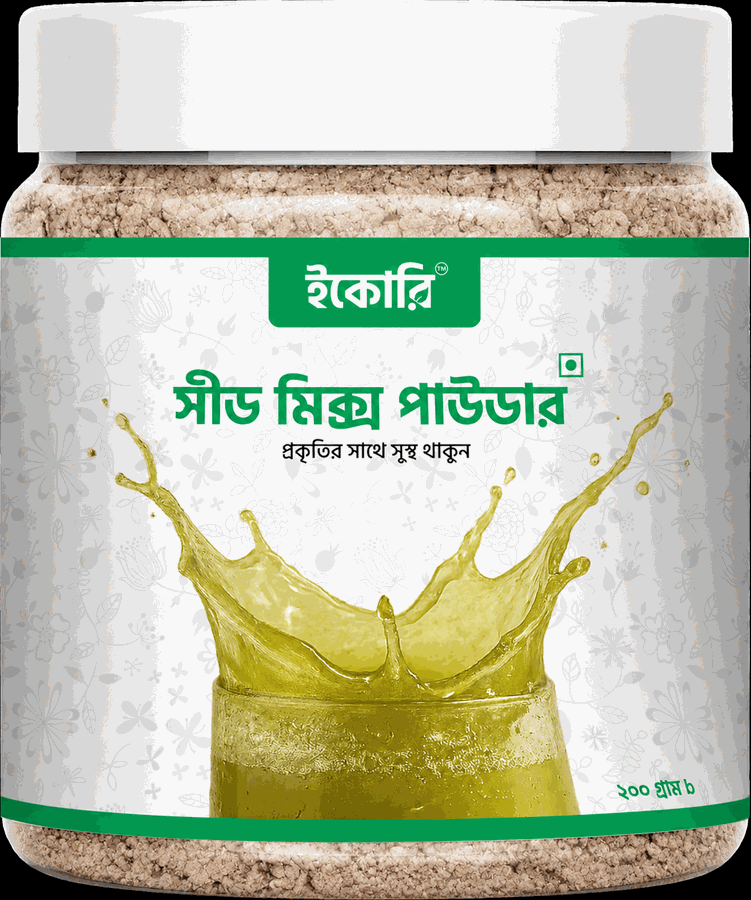 ইকোরি™
সীড মিক্স পাউডার
প্রকৃতির সাথে সুস্থ থাকুন
২০০ গ্রাম b